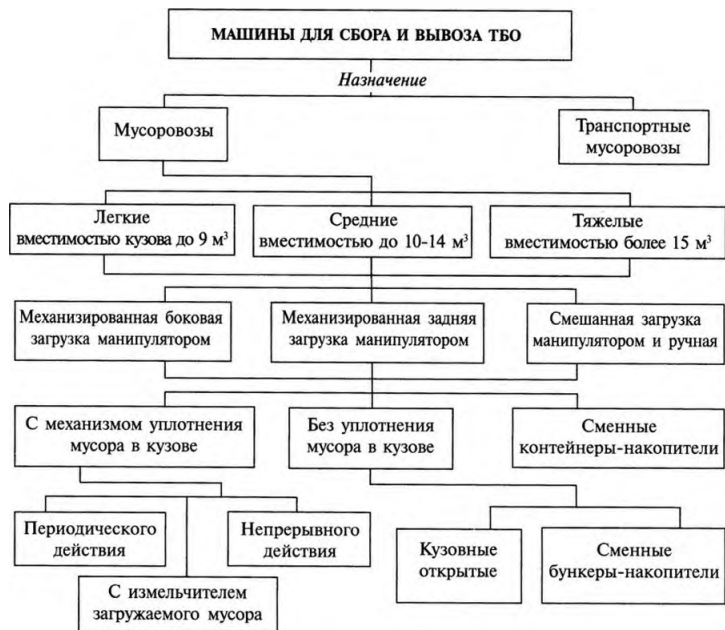 МАШИНЫ ДЛЯ СБОРА И ВЫВОЗА ТБО
Назначение
Мусоровозы
Транспортные
мусоровозы
Легкие
вместимостью кузова до 9 м³
Средние
вместимостью до 10-14 м³
Тяжелые
вместимостью более 15 м³
Механизированная боковая
загрузка манипулятором
Механизированная задняя
загрузка манипулятором
Смешанная загрузка
манипулятором и ручная
С механизмом уплотнения
мусора в кузове
Без уплотнения
мусора в кузове
Сменные
контейнеры-накопители
Периодического
действия
Непрерывного
действия
Кузовные
открытые
Сменные
бункеры-накопители
С измельчителем
загружаемого мусора